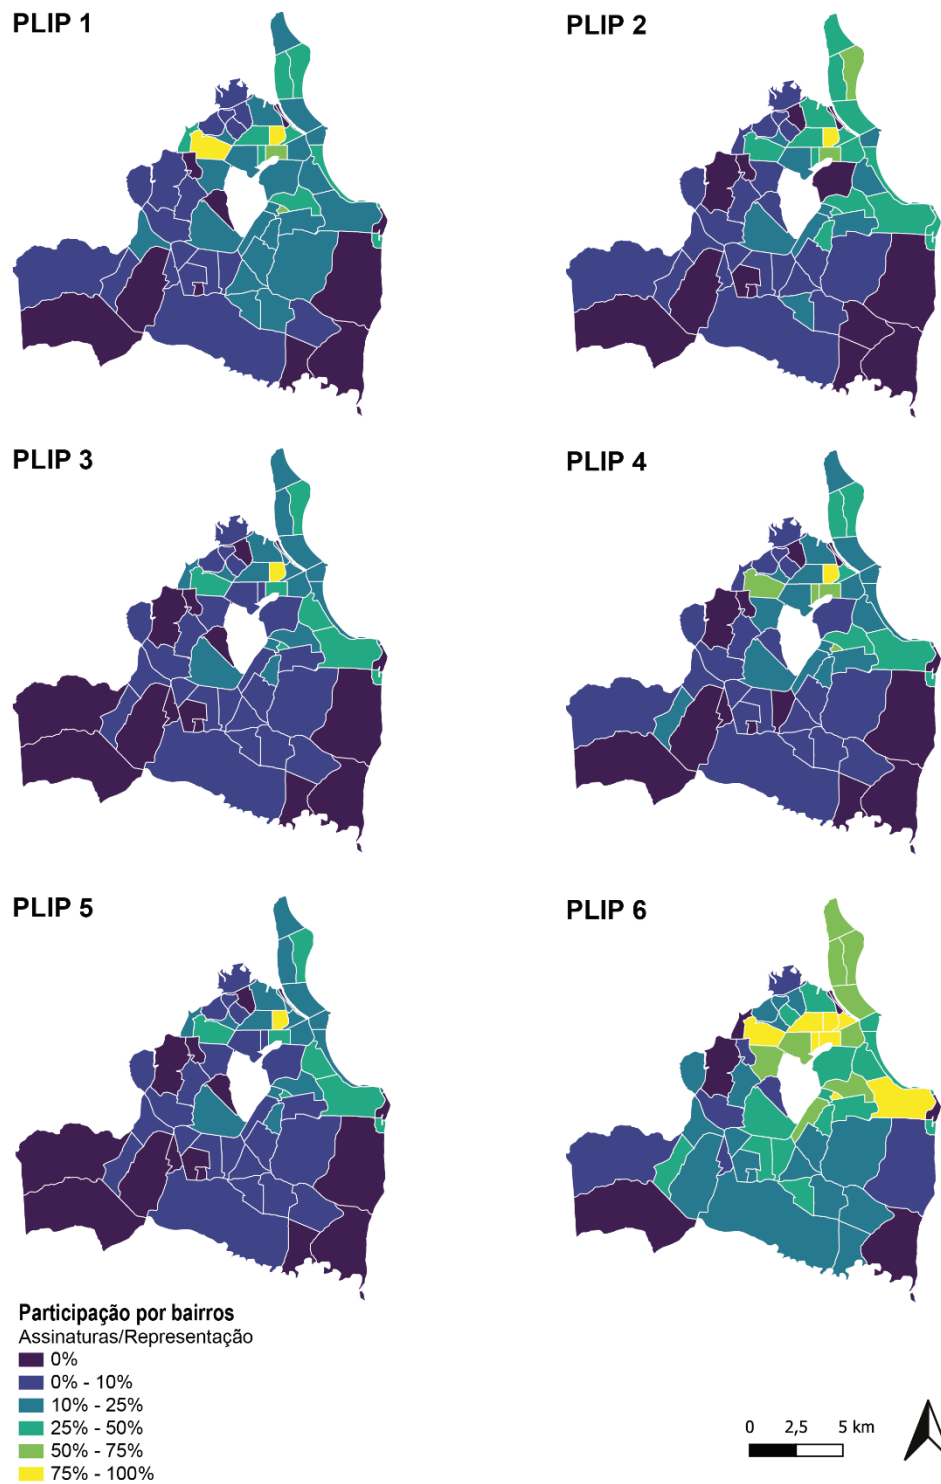 PLIP 1
PLIP 2
PLIP 3
PLIP 4
PLIP 5
PLIP 6
Participação por bairros
Assinaturas/Representação
0%
0% - 10%
10% - 25%
25% - 50%
50% - 75%
75% - 100%
0 2,5 5 km